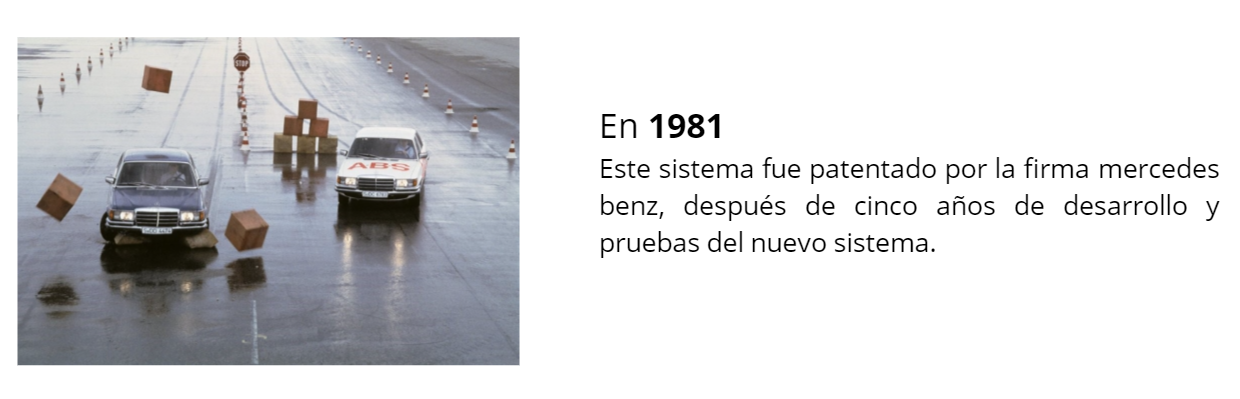 STOP
ABS
En 1981
Este sistema fue patentado por la firma mercedes
benz, después de cinco años de desarrollo y
pruebas del nuevo sistema.